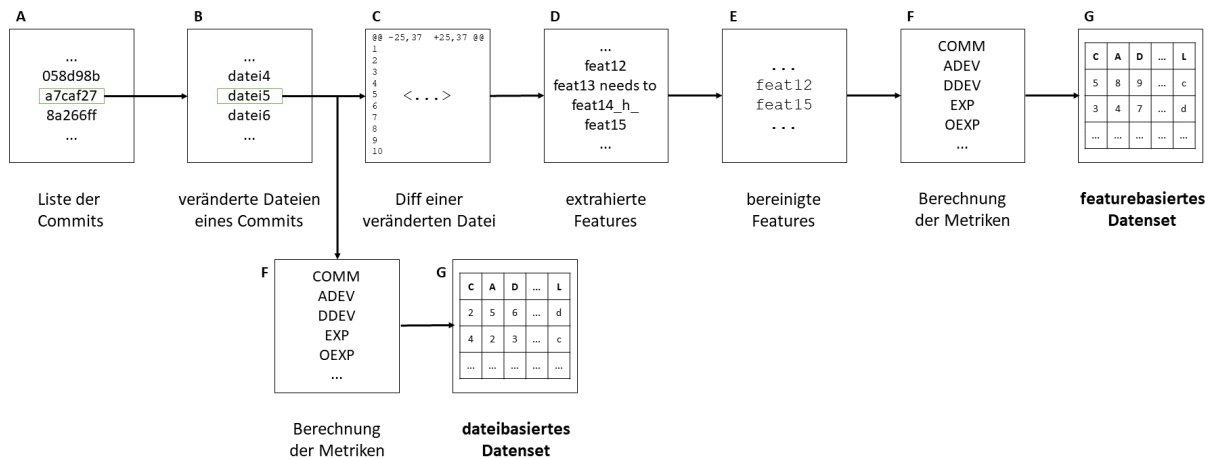 A
...
058d98b
a7caf27
8a266ff
...
Liste der
Commits
B
...
datei4
datei5
datei6
...
veränderte Dateien
eines Commits
C
@@ -25,37 +25,37 @@
1
2
3
4
5
6
7
8
9
10
<...>
Diff einer
veränderten Datei
D
...
feat12
feat13 needs to
feat14_h_
feat15
...
extrahierte
Features
E
...
feat12
feat15
...
bereinigte
Features
F
COMM
ADEV
DDEV
EXP
OEXP
...
Berechnung
der Metriken
G
C A D ... L
5 8 9 ... c
3 4 7 ... d
... ... ... ... ...
featurebasiertes
Datenset
F
COMM
ADEV
DDEV
EXP
OEXP
...
Berechnung
der Metriken
G
C A D ... L
2 5 6 ... d
4 2 3 ... c
... ... ... ... ...
dateibasiertes
Datenset